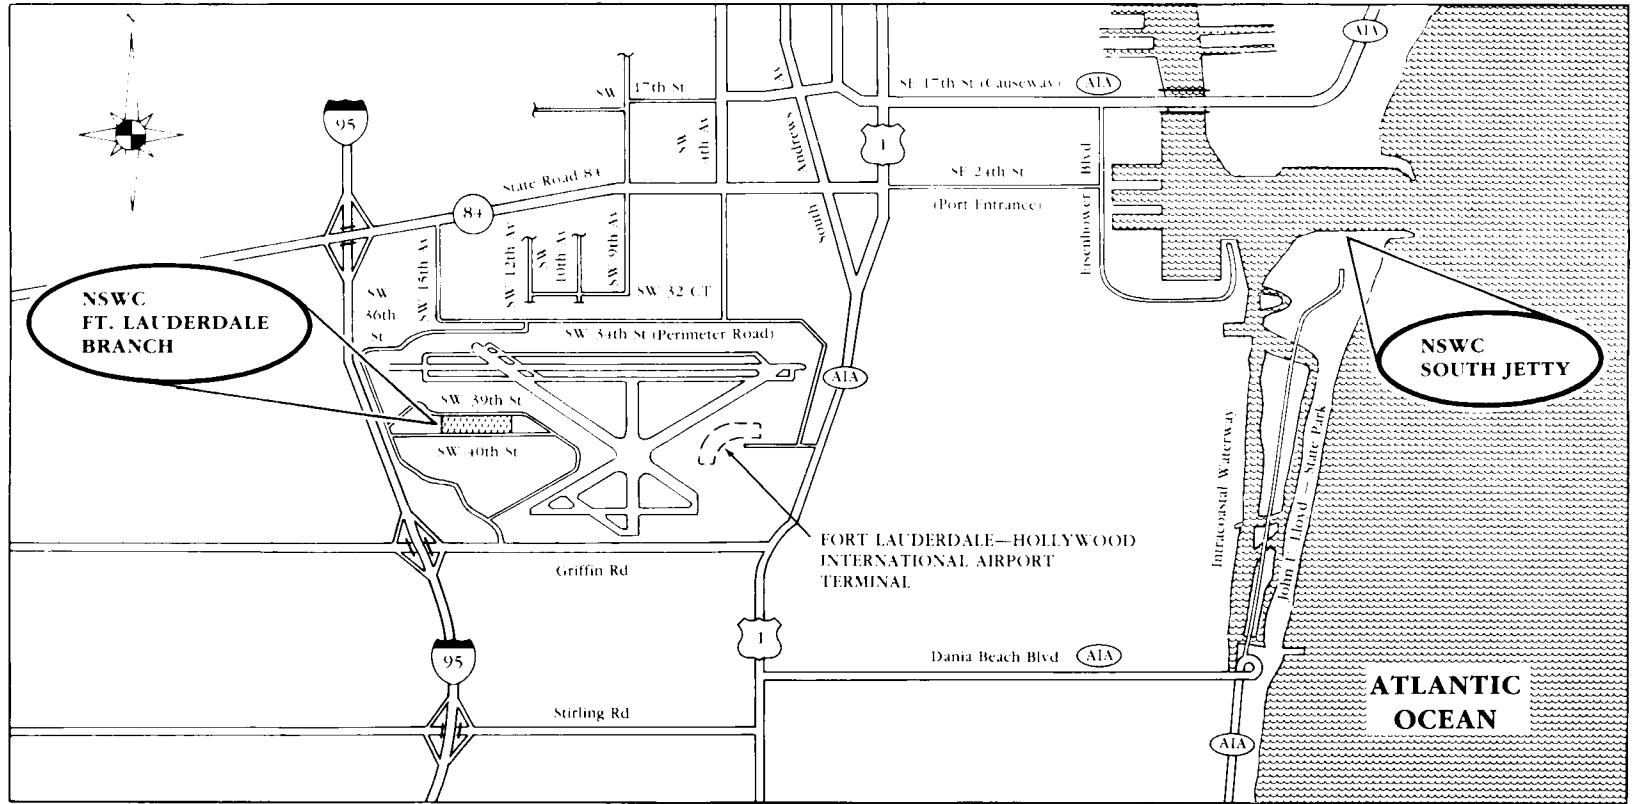 A1A
SE 17th St (Causeway)
A1A
SW
17th St
Av
95
SW
4th Av
Andrews
1
Blvd
SE 24th St
(Port Entrance)
State Road 84
84
South
Eisenhower
SW 15th Av
SW 12th Av
SW
10th Av
SW 9th Av
SW 32 CT
SW
36th
St
NSWC
FT. LAUDERDALE
BRANCH
SW 34th St (Perimeter Road)
NSWC
SOUTH JETTY
A1A
SW 39th St
SW 40th St
Intracoastal Waterway
John U. Lloyd — State Park
FORT LAUDERDALE—HOLLYWOOD
INTERNATIONAL AIRPORT
TERMINAL
Griffin Rd
1
95
Dania Beach Blvd
A1A
ATLANTIC
OCEAN
Stirling Rd
A1A